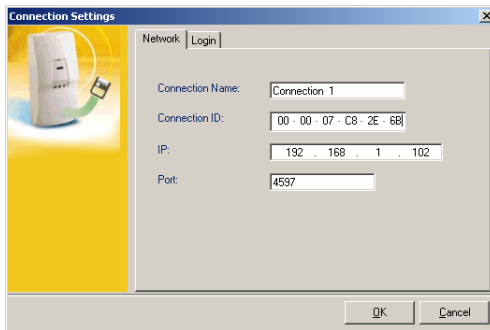 Connection Settings
Network Login
Connection Name: Connection 1
Connection ID: 00 - 00 - 07 - C8 - 2E - 6B
IP: 192 . 168 . 1 . 102
Port: 4597
OK Cancel